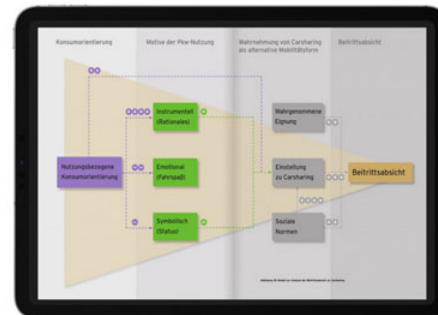 Konsumorientierung
Motive der Pkw-Nutzung
Wahrnehmung von Carsharing
als alternative Mobilitätsform
Beitrittsabsicht
Instrumentell
(Rationales)
Wahrgenommene
Eignung
Nutzungsbezogene
Konsumorientierung
Emotional
(Fahrspaß)
Einstellung
zu Carsharing
Beitrittsabsicht
Symbolisch
(Status)
Soziale
Normen